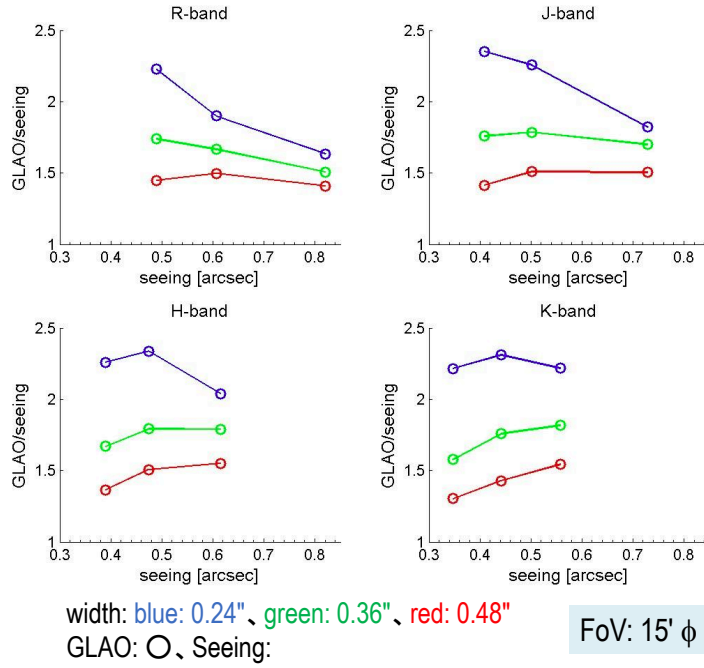 R-band
2.5
2
1.5
1
GLAO/seeing
0.3 0.4 0.5 0.6 0.7 0.8
seeing [arcsec]
J-band
2.5
2
1.5
1
GLAO/seeing
0.3 0.4 0.5 0.6 0.7 0.8
seeing [arcsec]
H-band
2.5
2
1.5
1
GLAO/seeing
0.3 0.4 0.5 0.6 0.7 0.8
seeing [arcsec]
K-band
2.5
2
1.5
1
GLAO/seeing
0.3 0.4 0.5 0.6 0.7 0.8
seeing [arcsec]
width: blue: 0.24"、green: 0.36"、red: 0.48"
GLAO: ○、Seeing:
FoV: 15' ϕ